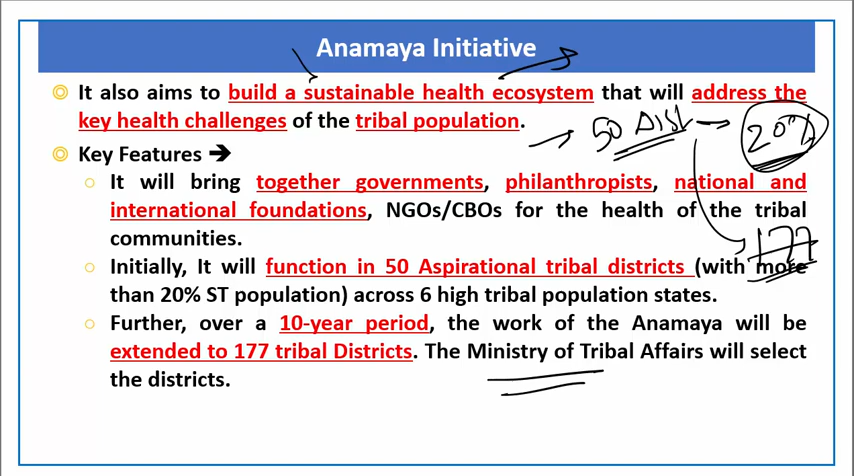 Anamaya Initiative
It also aims to build a sustainable health ecosystem that will address the
key health challenges of the tribal population.
50 Dist
20%
Key Features ➔
It will bring together governments, philanthropists, national and
international foundations, NGOs/CBOs for the health of the tribal
communities.
177
Initially, It will function in 50 Aspirational tribal districts (with more
than 20% ST population) across 6 high tribal population states.
Further, over a 10-year period, the work of the Anamaya will be
extended to 177 tribal Districts. The Ministry of Tribal Affairs will select
the districts.